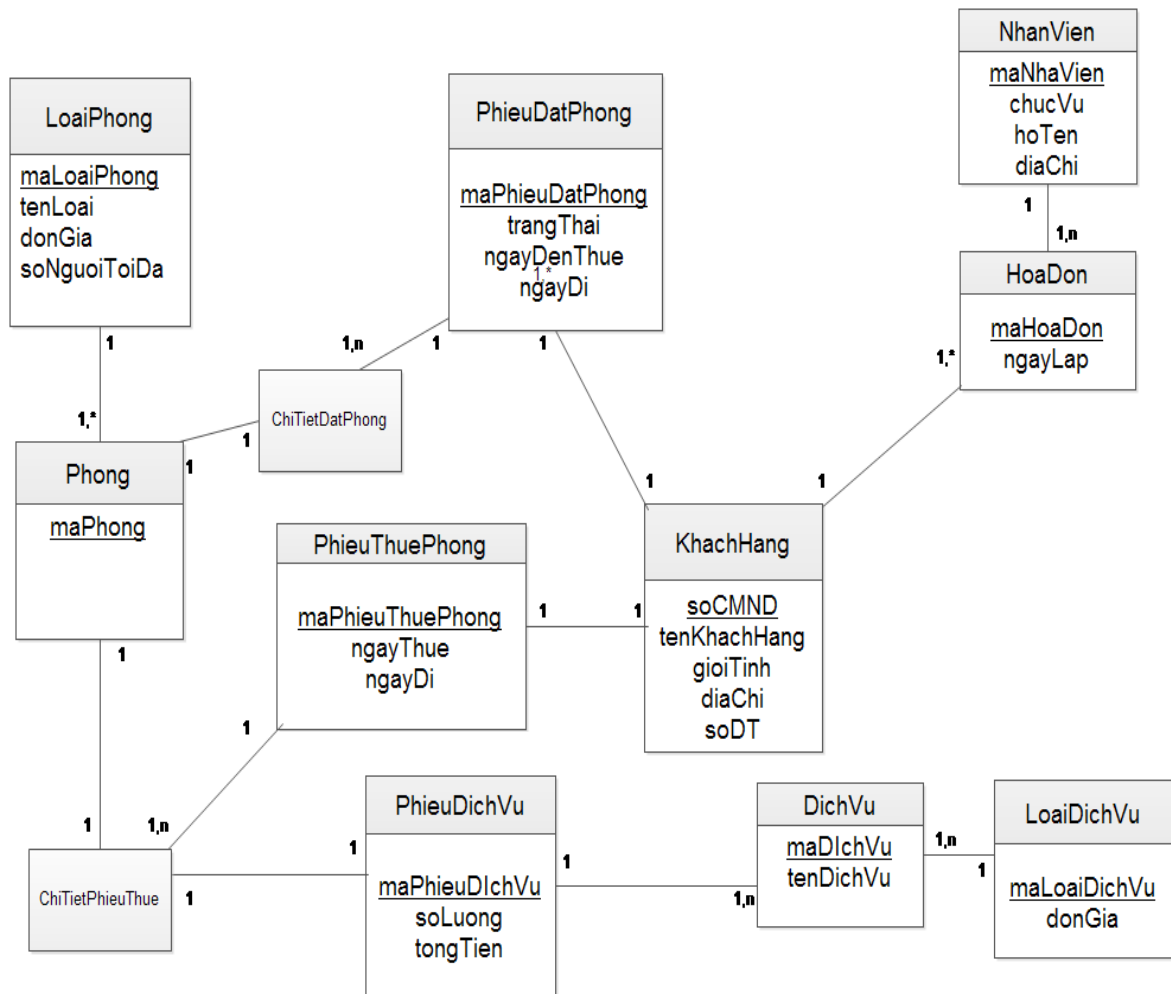 NhanVien
maNhaVien
chucVu
hoTen
diaChi
1
1,n
LoaiPhong
maLoaiPhong
tenLoai
donGia
soNguoiToiDa
1
1,*
PhieuDatPhong
maPhieuDatPhong
trangThai
ngayDenThue
1,*
ngayDi
1
1
HoaDon
maHoaDon
ngayLap
1,*
1,n
ChiTietDatPhong
1
1
Phong
maPhong
1
1
1
PhieuThuePhong
maPhieuThuePhong
ngayThue
ngayDi
1
1
1
KhachHang
soCMND
tenKhachHang
gioiTinh
diaChi
soDT
1
1,n
ChiTietPhieuThue
1
1
PhieuDichVu
maPhieuDIchVu
soLuong
tongTien
1
1,n
DichVu
maDIchVu
tenDichVu
1,n
1
LoaiDichVu
maLoaiDichVu
donGia